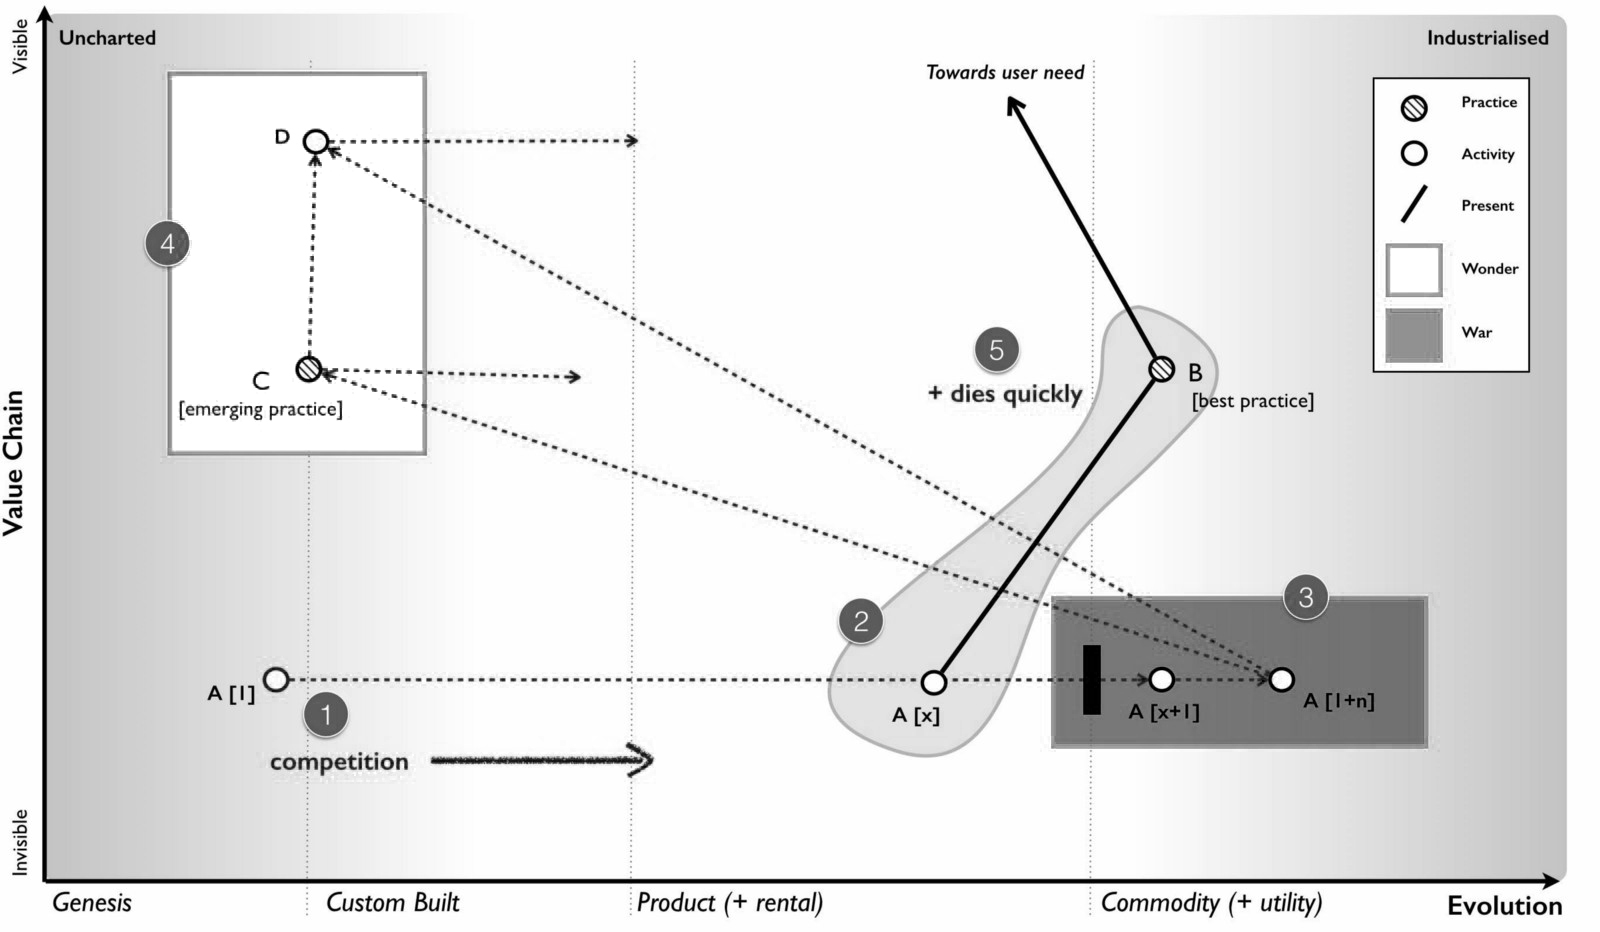 Visible
Uncharted
Industrialised
Towards user need
Practice
Activity
Present
Wonder
War
D
4
C
[emerging practice]
5
+ dies quickly
B
[best practice]
Value Chain
3
2
A [1]
1
A [x]
A [x+1]
A [1+n]
competition
Invisible
Genesis
Custom Built
Product (+ rental)
Commodity (+ utility)
Evolution